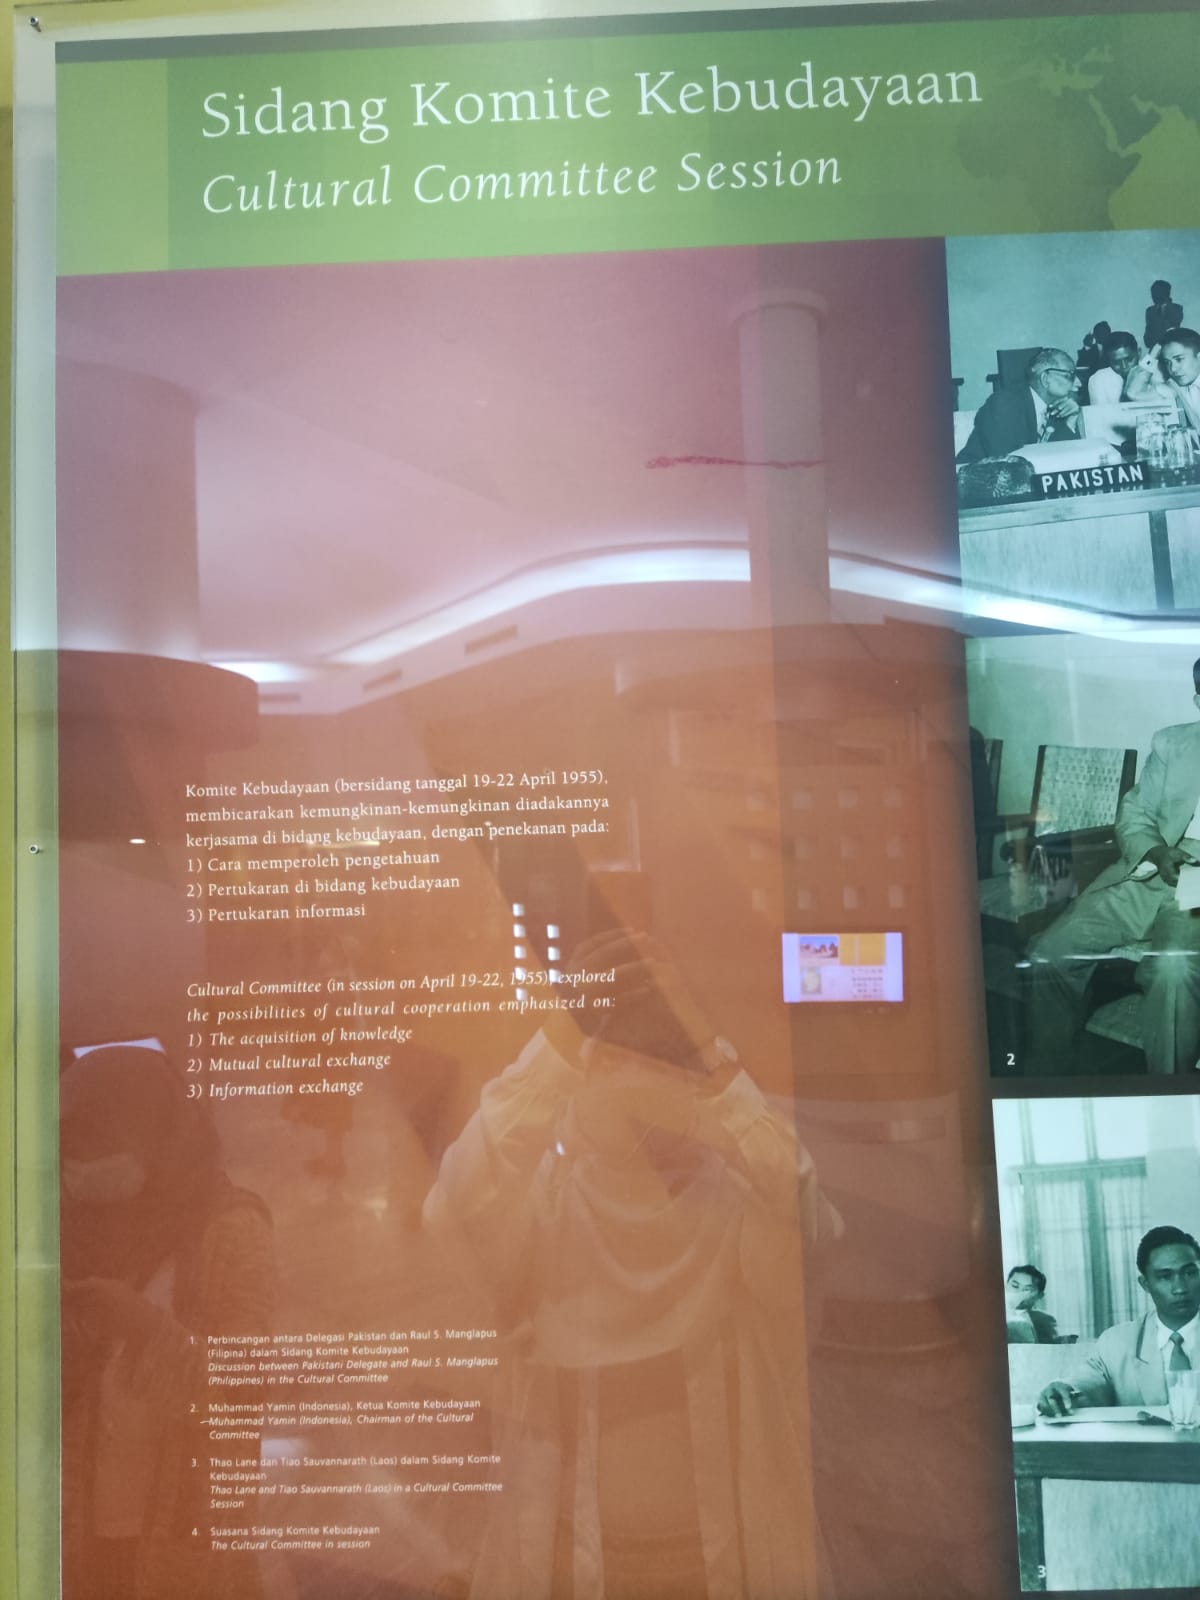 Sidang Komite Kebudayaan
Cultural Committee Session
PAKISTAN
Komite Kebudayaan (bersidang tanggal 19-22 April 1955),
membicarakan kemungkinan-kemungkinan diadakannya
kerjasama di bidang kebudayaan, dengan penekanan pada:
1) Cara memperoleh pengetahuan
2) Pertukaran di bidang kebudayaan
3) Pertukaran informasi
Cultural Committee (in session on April 19-22, 1955), explored
the possibilities of cultural cooperation emphasized on:
1) The acquisition of knowledge
2) Mutual cultural exchange
3) Information exchange
2
1. Perbincangan antara Delegasi Pakistan dan Raul S. Manglapus
(Filipina) dalam Sidang Komite Kebudayaan
Discussion between Pakistani Delegate and Raul S. Manglapus
(Philippines) in the Cultural Committee
2. Muhammad Yamin (Indonesia), Ketua Komite Kebudayaan
Muhammad Yamin (Indonesia), Chairman of the Cultural
Committee
3. Thao Lane dan Tiao Sauvannarath (Laos) dalam Sidang Komite
Kebudayaan
Thao Lane and Tiao Sauvannarath (Laos) in a Cultural Committee
Session
4. Suasana Sidang Komite Kebudayaan
The Cultural Committee in session
3